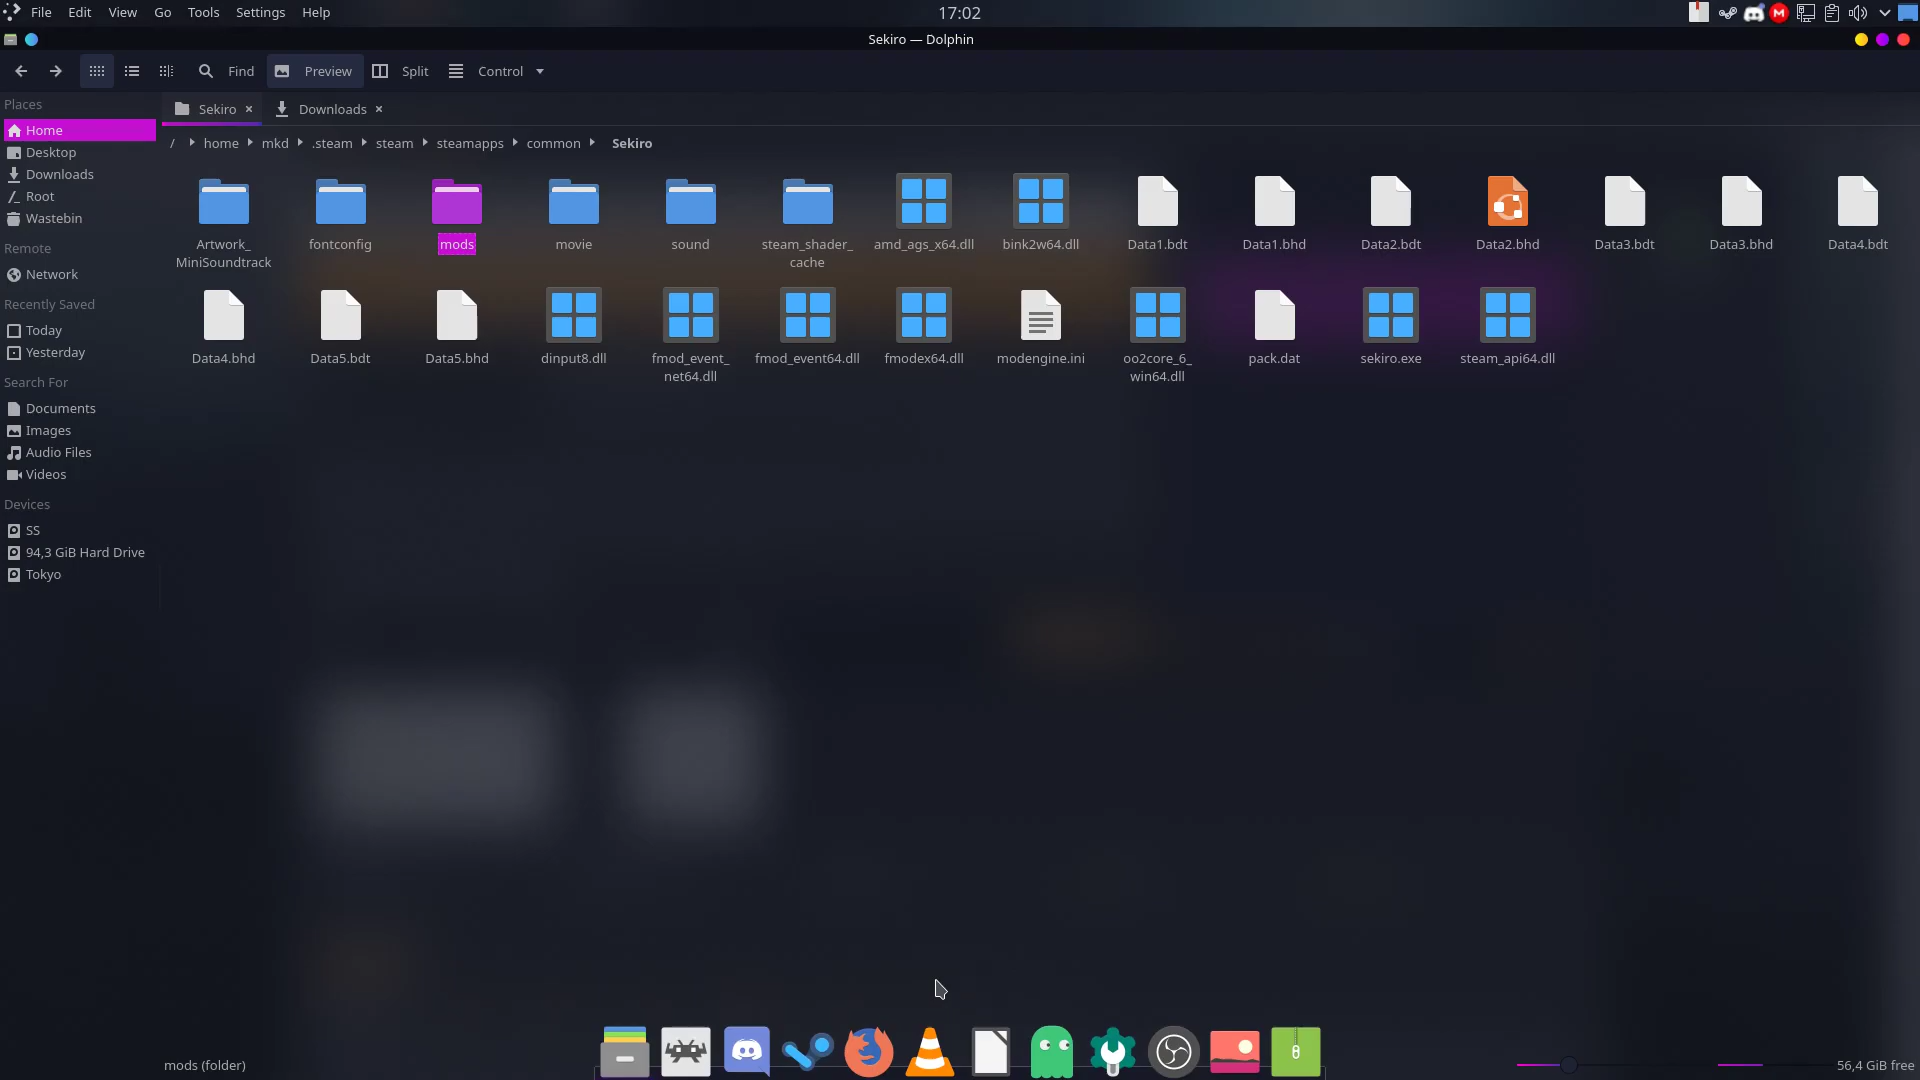 File Edit View Go Tools Settings Help
17:02
Sekiro — Dolphin
Find Preview Split Control
Places
Home
Desktop
Downloads
Root
Wastebin
Remote
Network
Recently Saved
Today
Yesterday
Search For
Documents
Images
Audio Files
Videos
Devices
SS
94,3 GiB Hard Drive
Tokyo
Sekiro × Downloads ×
/ home mkd .steam steam steamapps common Sekiro
Artwork_
MiniSoundtrack
fontconfig
mods
movie
sound
steam_shader_
cache
amd_ags_x64.dll
bink2w64.dll
Data1.bdt
Data1.bhd
Data2.bdt
Data2.bhd
Data3.bdt
Data3.bhd
Data4.bdt
Data4.bhd
Data5.bdt
Data5.bhd
dinput8.dll
fmod_event_
net64.dll
fmod_event64.dll
fmodex64.dll
modengine.ini
oo2core_6_
win64.dll
pack.dat
sekiro.exe
steam_api64.dll
mods (folder)
56,4 GiB free